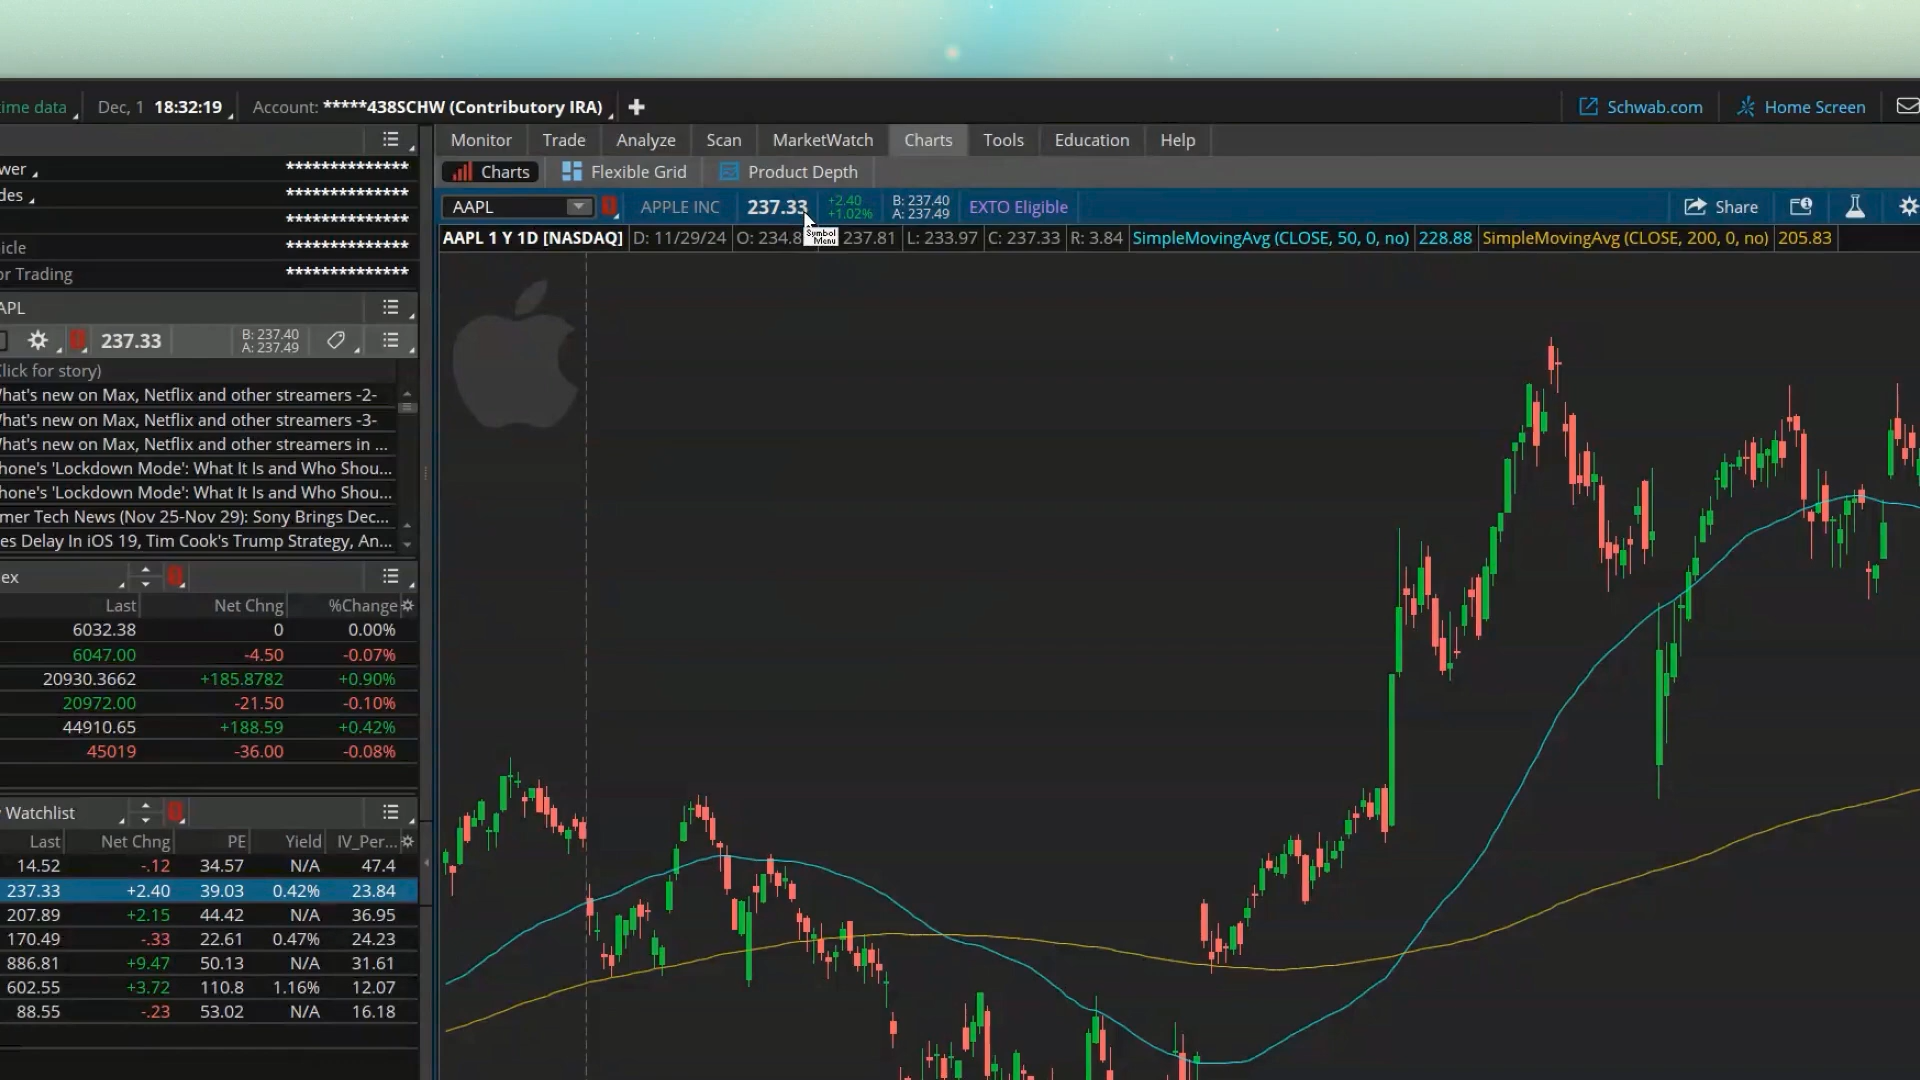 ime data Dec, 1 18:32:19 Account: *****438SCHW (Contributory IRA) Schwab.com Home Screen
Monitor Trade Analyze Scan MarketWatch Charts Tools Education Help
wer **************
Charts Flexible Grid Product Depth
des **************
AAPL APPLE INC 237.33 +2.40 +1.02% B: 237.40 A: 237.49 EXTO Eligible Share
**************
Symbol Menu
AAPL 1 Y 1D [NASDAQ] D: 11/29/24 O: 234.8 237.81 L: 233.97 C: 237.33 R: 3.84 SimpleMovingAvg (CLOSE, 50, 0, no) 228.88 SimpleMovingAvg (CLOSE, 200, 0, no) 205.83
icle **************
or Trading **************
APL
237.33 B: 237.40 A: 237.49
lick for story)
hat's new on Max, Netflix and other streamers -2-
hat's new on Max, Netflix and other streamers -3-
hat's new on Max, Netflix and other streamers in ...
hone's 'Lockdown Mode': What It Is and Who Shou...
hone's 'Lockdown Mode': What It Is and Who Shou...
mer Tech News (Nov 25-Nov 29): Sony Brings Dec...
es Delay In iOS 19, Tim Cook's Trump Strategy, An...
ex
Last Net Chng %Change
6032.38 0 0.00%
6047.00 -4.50 -0.07%
20930.3662 +185.8782 +0.90%
20972.00 -21.50 -0.10%
44910.65 +188.59 +0.42%
45019 -36.00 -0.08%
Watchlist
Last Net Chng PE Yield IV_Per...
14.52 -.12 34.57 N/A 47.4
237.33 +2.40 39.03 0.42% 23.84
207.89 +2.15 44.42 N/A 36.95
170.49 -.33 22.61 0.47% 24.23
886.81 +9.47 50.13 N/A 31.61
602.55 +3.72 110.8 1.16% 12.07
88.55 -.23 53.02 N/A 16.18